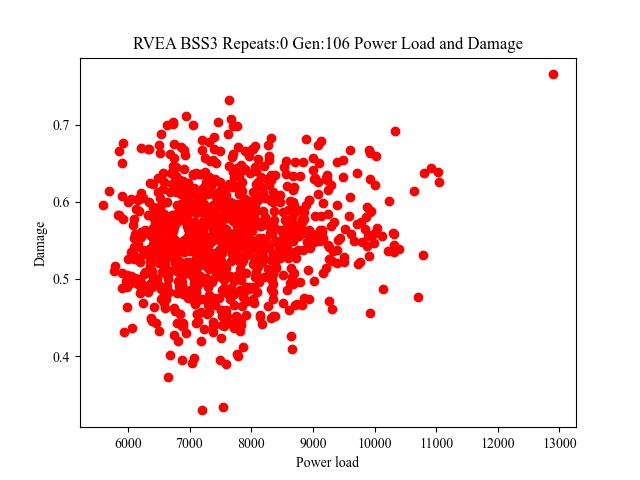 RVEA BSS3 Repeats:0 Gen:106 Power Load and Damage
0.7
0.6
0.5
0.4
Damage
6000 7000 8000 9000 10000 11000 12000 13000
Power load